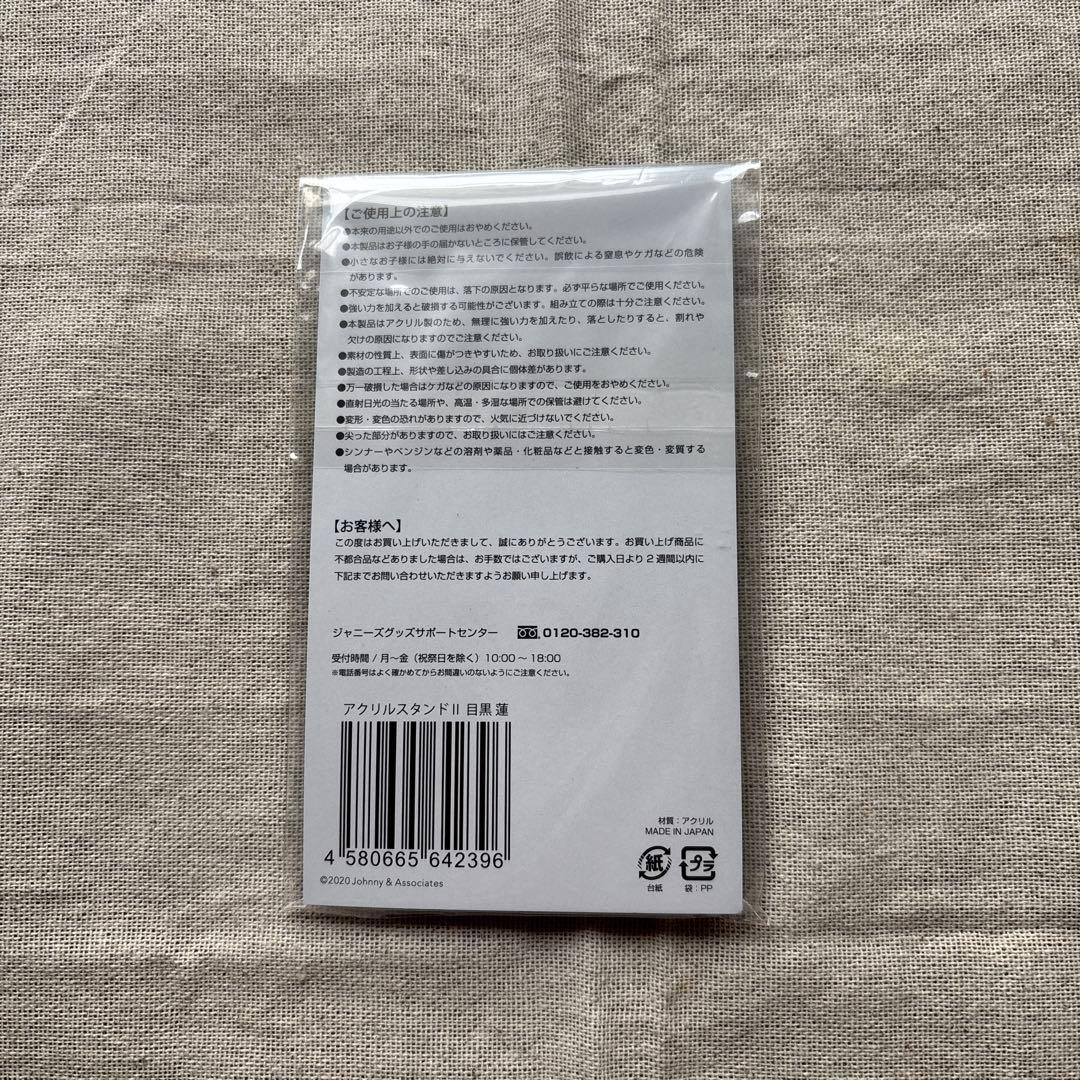 【ご使用上の注意】
●本来の用途以外でのご使用はおやめください。
●本製品はお子様の手の届かないところに保管してください。
●小さなお子様には絶対に与えないでください。誤飲による窒息やケガなどの危険
があります。
●不安定な場所でのご使用は、落下の原因となります。必ず平らな場所でご使用ください。
●強い力を加えると破損する可能性がございます。組み立ての際は十分ご注意ください。
●本製品はアクリル製のため、無理に強い力を加えたり、落としたりすると、割れや
欠けの原因になりますのでご注意ください。
●素材の性質上、表面に傷がつきやすいため、お取り扱いにご注意ください。
●製造の工程上、形状や差し込みの具合に個体差があります。
●万一破損した場合はケガなどの原因になりますので、ご使用をおやめください。
●直射日光の当たる場所や、高温・多湿な場所での保管は避けてください。
●変形・変色の恐れがありますので、火気に近づけないでください。
●尖った部分がありますので、お取り扱いにはご注意ください。
●シンナーやベンジンなどの溶剤や薬品・化粧品などと接触すると変色・変質する
場合があります。
【お客様へ】
この度はお買い上げいただきまして、誠にありがとうございます。お買い上げ商品に
不都合品などありました場合は、お手数ではございますが、ご購入日より2週間以内に
下記までお問い合わせいただきますようお願い申し上げます。
ジャニーズグッズサポートセンター 0120-382-310
受付時間/月〜金（祝祭日を除く）10:00〜18:00
※電話番号はよく確かめてからお間違いのないようにご注意ください。
アクリルスタンドⅡ 目黒 蓮
4 580665 642396
©2020 Johnny & Associates
材質：アクリル
MADE IN JAPAN
紙 プラ
台紙 袋：PP